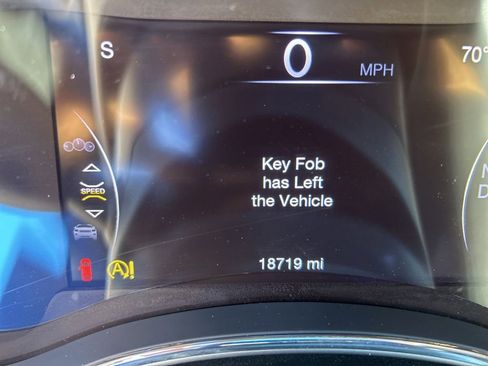 S
0
MPH
70°
SPEED
Key Fob
has Left
the Vehicle
18719 mi